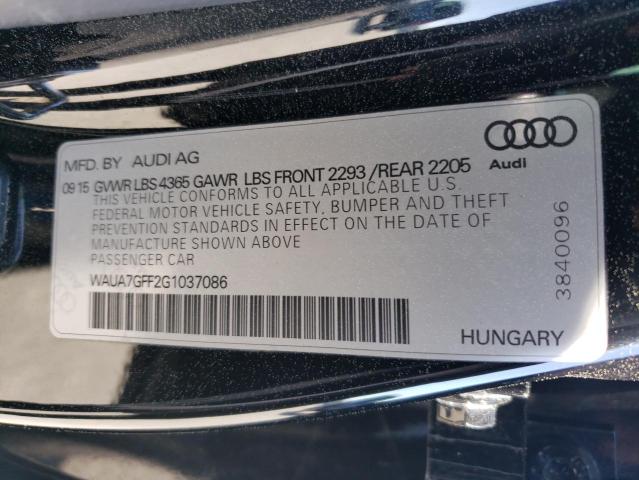 MFD. BY AUDI AG
09 15 GVWR LBS 4365 GAWR LBS FRONT 2293 /REAR 2205
THIS VEHICLE CONFORMS TO ALL APPLICABLE U.S.
FEDERAL MOTOR VEHICLE SAFETY, BUMPER AND THEFT
PREVENTION STANDARDS IN EFFECT ON THE DATE OF
MANUFACTURE SHOWN ABOVE
PASSENGER CAR
WAUA7GFF2G1037086
HUNGARY
Audi
3840096